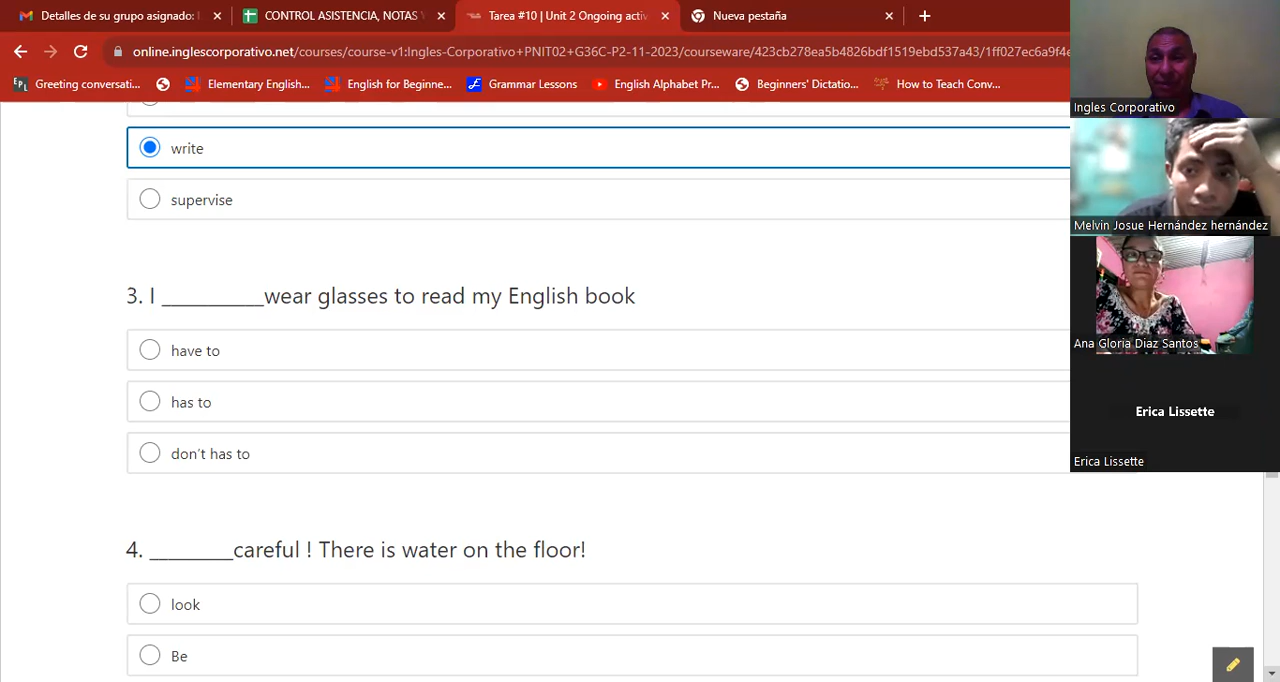 Detalles de su grupo asignado:
CONTROL ASISTENCIA, NOTAS
Tarea #10 | Unit 2 Ongoing activ
Nueva pestaña
online.inglescorporativo.net/courses/course-v1:Ingles-Corporativo+PNIT02+G36C-P2-11-2023/courseware/423cb278ea5b4826bdf1519ebd537a43/1ff027ec6a9f4e
Greeting conversati...
Elementary English...
English for Beginne...
Grammar Lessons
English Alphabet Pr...
Beginners' Dictatio...
How to Teach Conv...
Ingles Corporativo
write
supervise
Melvin Josue Hernández hernández
3. I __________wear glasses to read my English book
have to
has to
don't has to
Ana Gloria Diaz Santos
Erica Lissette
Erica Lissette
4. ________careful ! There is water on the floor!
look
Be